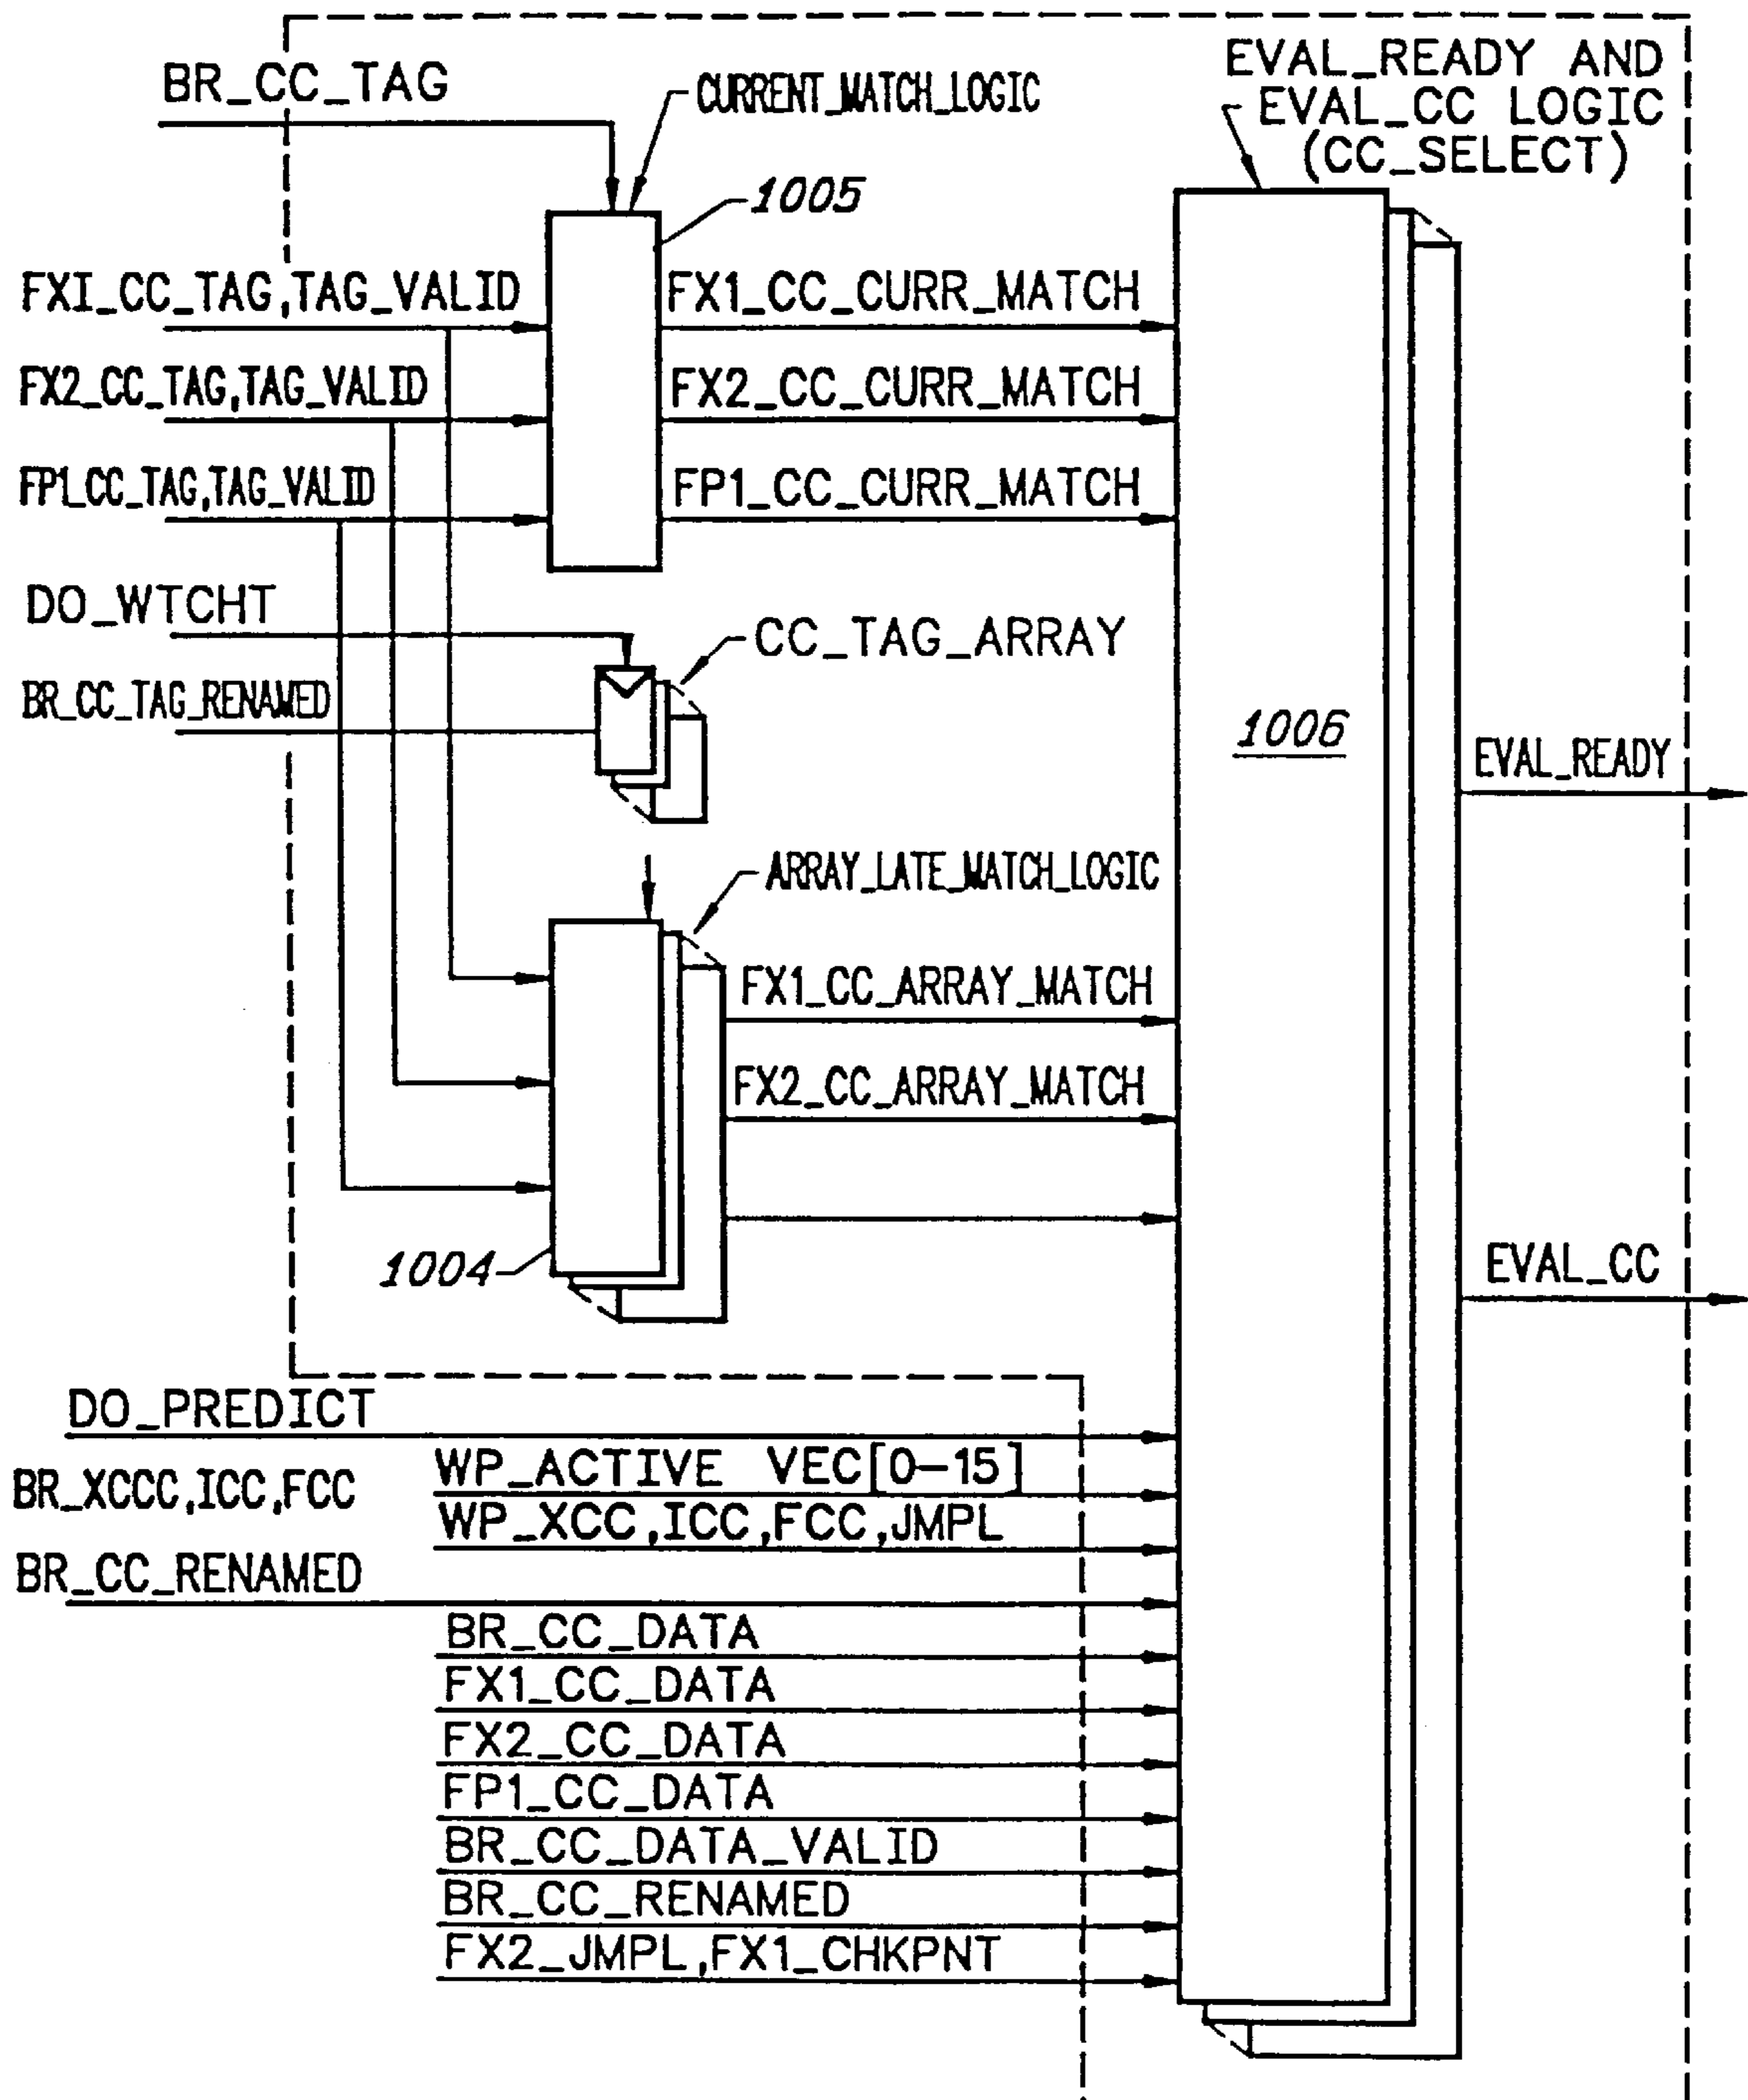 BR_CC_TAG
CURRENT_MATCH_LOGIC
EVAL_READY AND
EVAL_CC LOGIC
(CC_SELECT)
1005
FXI_CC_TAG,TAG_VALID
FX1_CC_CURR_MATCH
FX2_CC_TAG,TAG_VALID
FX2_CC_CURR_MATCH
FP1_CC_TAG,TAG_VALID
FP1_CC_CURR_MATCH
DO_WTCHT
CC_TAG_ARRAY
BR_CC_TAG_RENAMED
1006
EVAL_READY
ARRAY_LATE_MATCH_LOGIC
FX1_CC_ARRAY_MATCH
FX2_CC_ARRAY_MATCH
1004
EVAL_CC
DO_PREDICT
WP_ACTIVE VEC[0-15]
BR_XCCC,ICC,FCC
WP_XCC,ICC,FCC,JMPL
BR_CC_RENAMED
BR_CC_DATA
FX1_CC_DATA
FX2_CC_DATA
FP1_CC_DATA
BR_CC_DATA_VALID
BR_CC_RENAMED
FX2_JMPL,FX1_CHKPNT